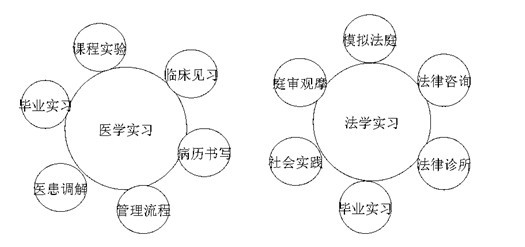 课程实验
临床见习
毕业实习
医学实习
病历书写
医患调解
管理流程
模拟法庭
庭审观摩
法律咨询
法学实习
社会实践
法律诊所
毕业实习